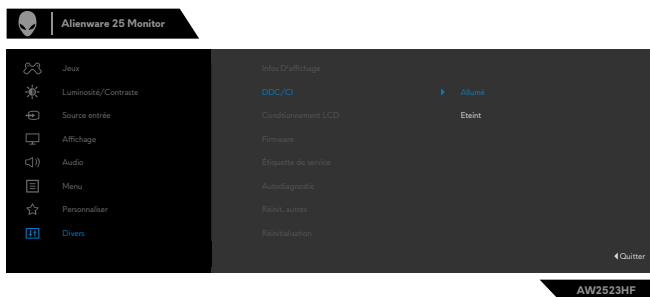 Alienware 25 Monitor
Jeux
Infos D'affichage
Luminosité/Contraste
DDC/CI
Allumé
Source entrée
Conditionnement LCD
Eteint
Affichage
Firmware
Audio
Étiquette de service
Menu
Autodiagnostic
Personnaliser
Réinit. autres
Divers
Réinitialisation
Quitter
AW2523HF